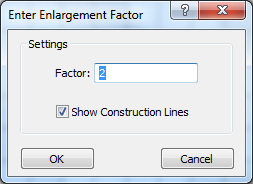 Enter Enlargement Factor
Settings
Factor: 2
Show Construction Lines
OK Cancel